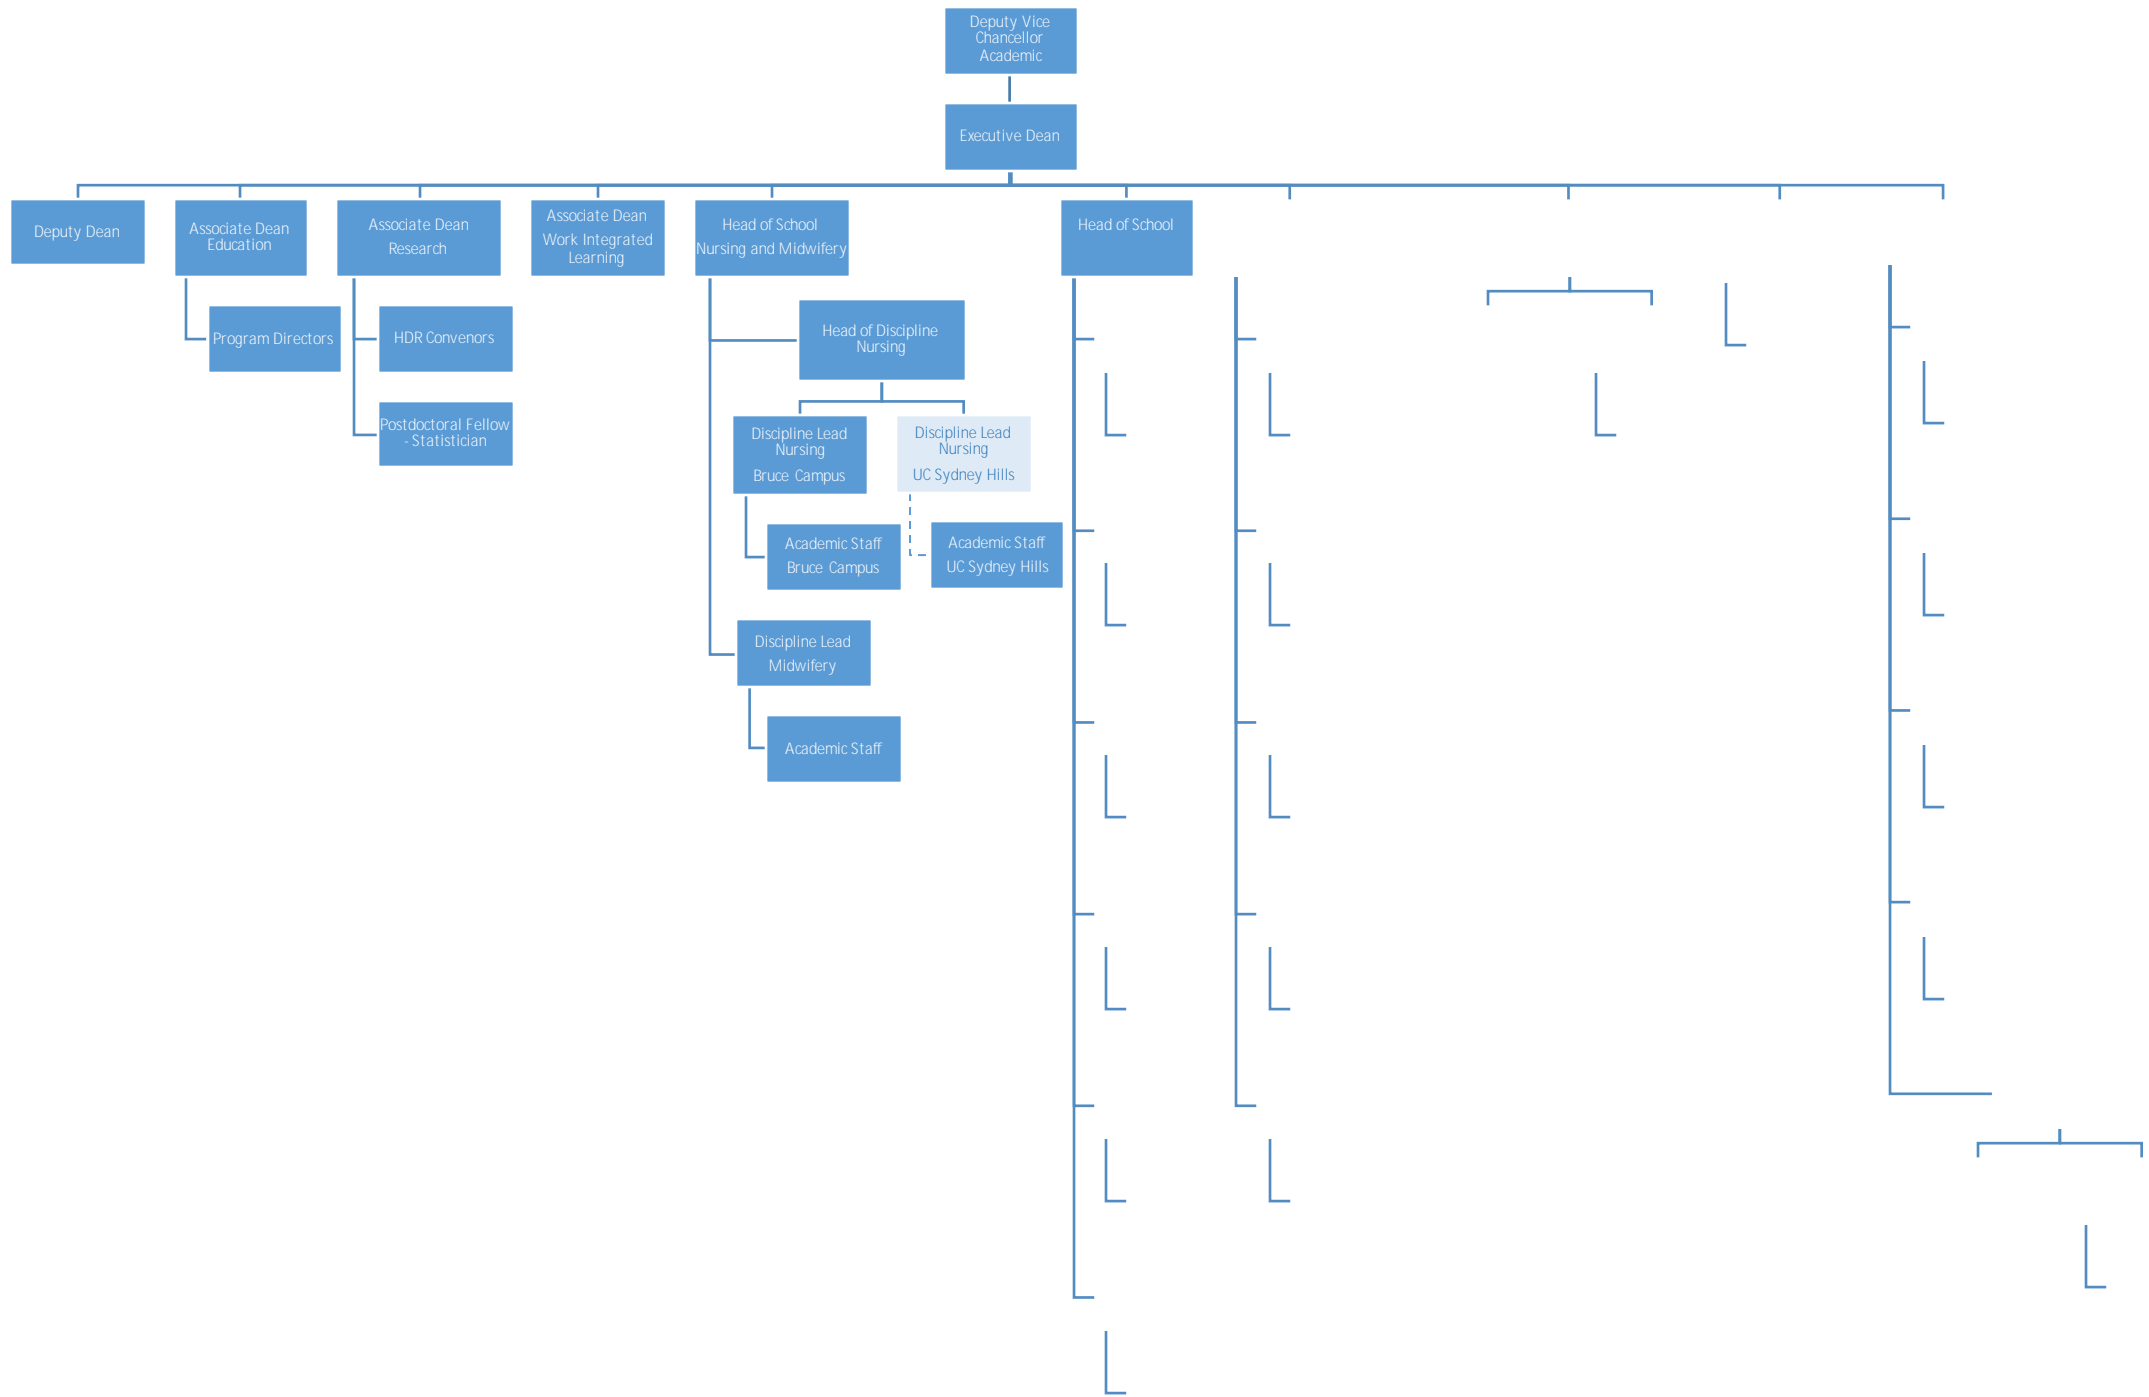 Deputy Vice
Chancellor
Academic
Executive Dean
Deputy Dean
Associate Dean
Education
Associate Dean
Research
Associate Dean
Work Integrated
Learning
Head of School
Nursing and Midwifery
Head of School
Program Directors
HDR Convenors
Postdoctoral Fellow
- Statistician
Head of Discipline
Nursing
Discipline Lead
Nursing
Bruce Campus
Discipline Lead
Nursing
UC Sydney Hills
Academic Staff
Bruce Campus
Academic Staff
UC Sydney Hills
Discipline Lead
Midwifery
Academic Staff